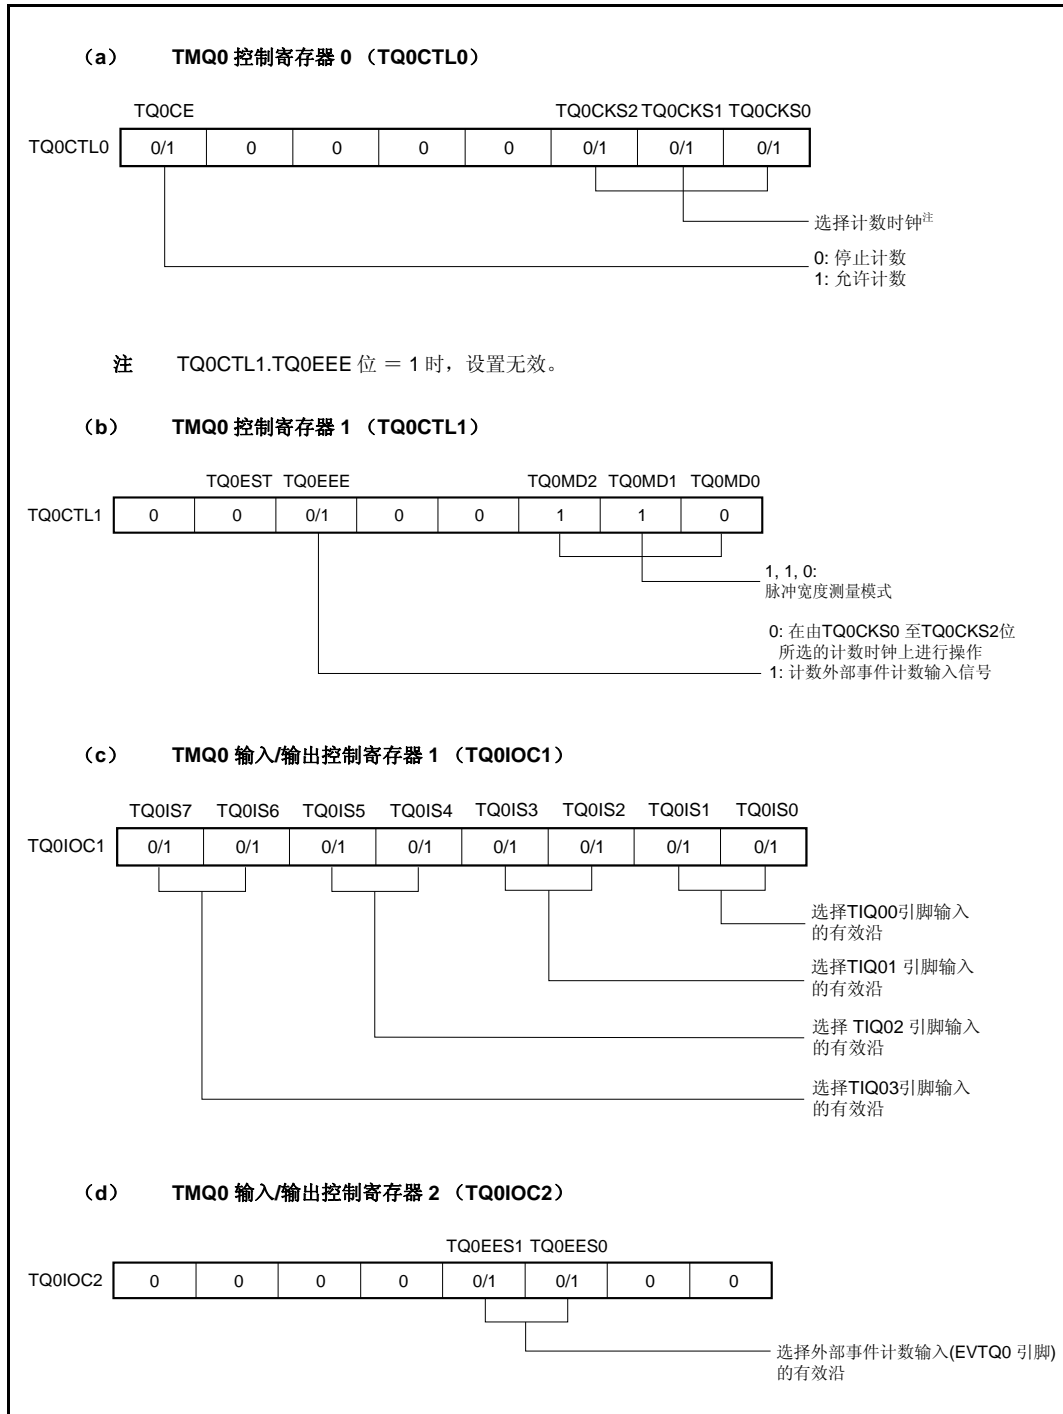 （a） TMQ0 控制寄存器 0 （TQ0CTL0）
TQ0CE TQ0CKS2 TQ0CKS1 TQ0CKS0
TQ0CTL0 0/1 0 0 0 0 0/1 0/1 0/1
选择计数时钟注
0: 停止计数
1: 允许计数
注 TQ0CTL1.TQ0EEE 位 ＝ 1 时，设置无效。
（b） TMQ0 控制寄存器 1 （TQ0CTL1）
TQ0EST TQ0EEE TQ0MD2 TQ0MD1 TQ0MD0
TQ0CTL1 0 0 0/1 0 0 1 1 0
1, 1, 0:
脉冲宽度测量模式
0: 在由TQ0CKS0 至TQ0CKS2位
所选的计数时钟上进行操作
1: 计数外部事件计数输入信号
（c） TMQ0 输入/输出控制寄存器 1 （TQ0IOC1）
TQ0IS7 TQ0IS6 TQ0IS5 TQ0IS4 TQ0IS3 TQ0IS2 TQ0IS1 TQ0IS0
TQ0IOC1 0/1 0/1 0/1 0/1 0/1 0/1 0/1 0/1
选择TIQ00引脚输入
的有效沿
选择TIQ01 引脚输入
的有效沿
选择 TIQ02 引脚输入
的有效沿
选择TIQ03引脚输入
的有效沿
（d） TMQ0 输入/输出控制寄存器 2 （TQ0IOC2）
TQ0EES1 TQ0EES0
TQ0IOC2 0 0 0 0 0/1 0/1 0 0
选择外部事件计数输入(EVTQ0 引脚)
的有效沿